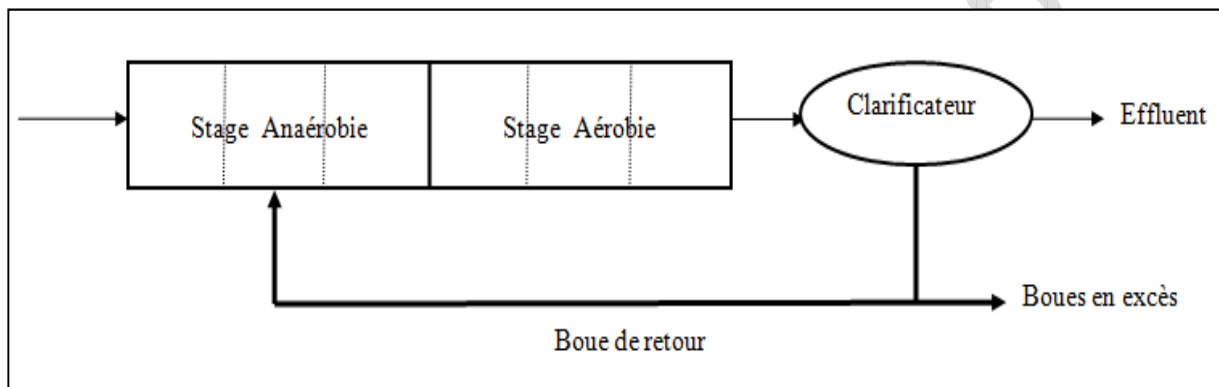 Stage Anaérobie
Stage Aérobie
Clarificateur
Effluent
Boues en excès
Boue de retour